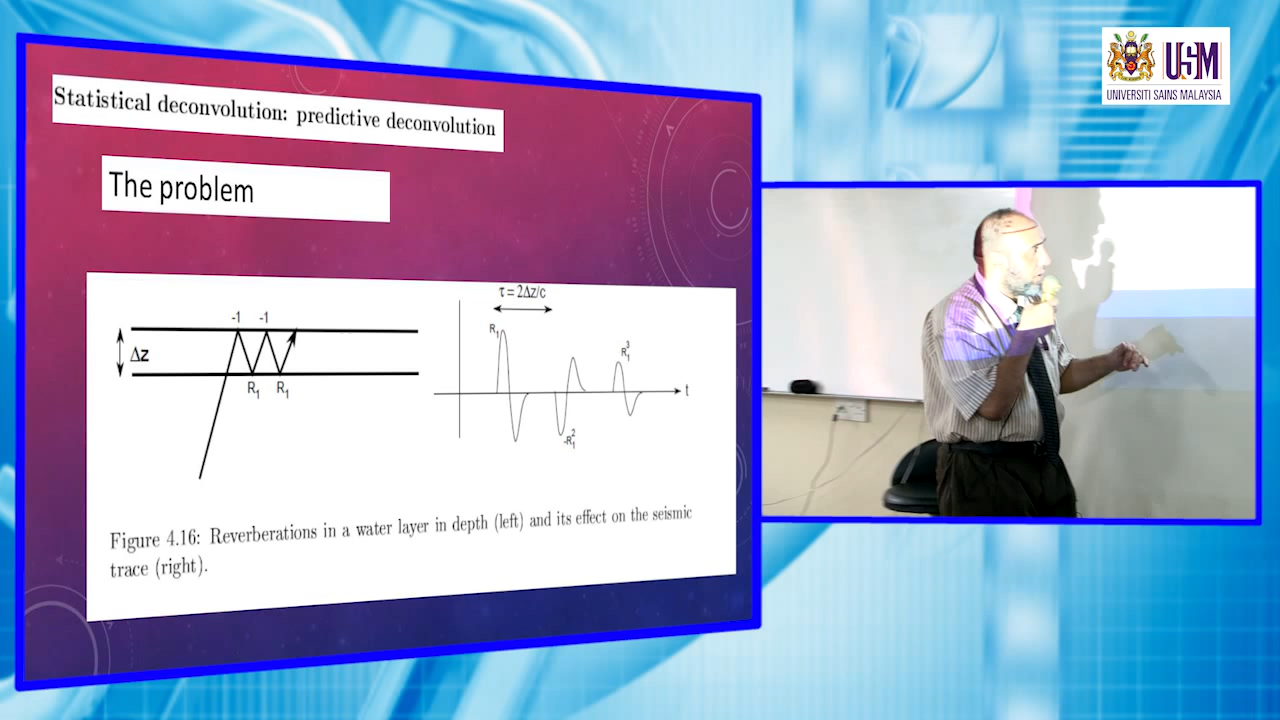 Statistical deconvolution: predictive deconvolution
The problem
Δz
-1 -1
R₁ R₁
τ = 2Δz/c
R₁
-R₁²
R₁³
t
Figure 4.16: Reverberations in a water layer in depth (left) and its effect on the seismic
trace (right).
USM
UNIVERSITI SAINS MALAYSIA